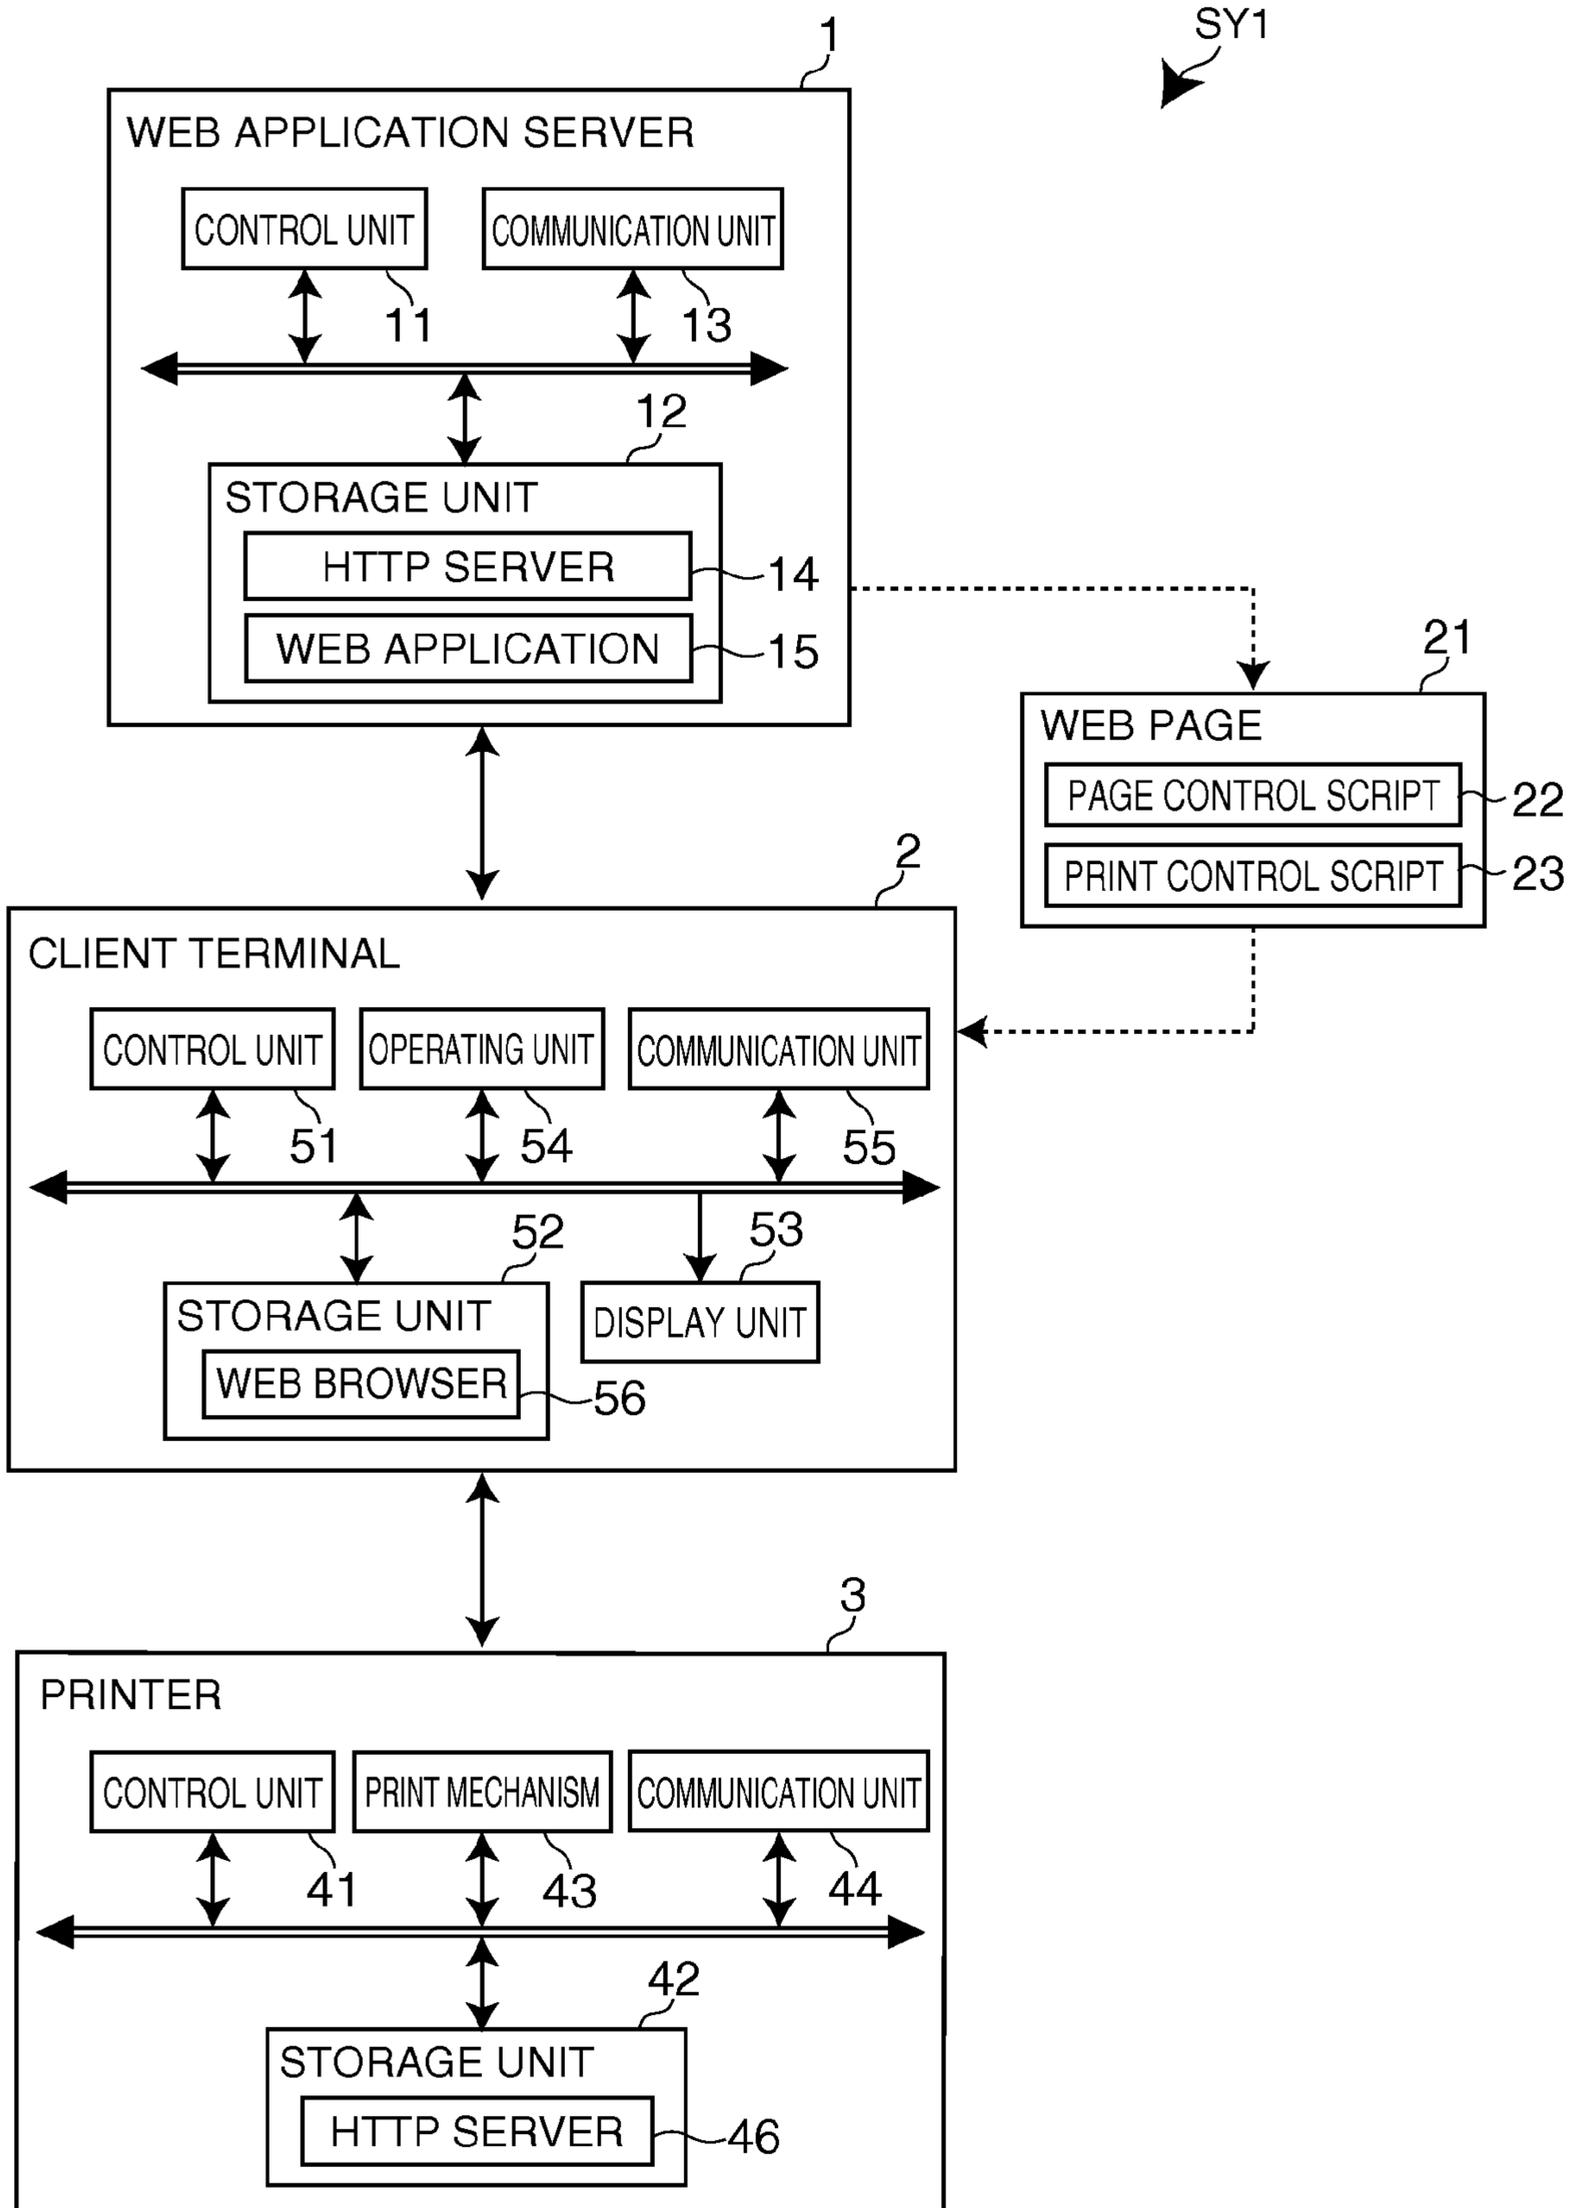 SY1
1
WEB APPLICATION SERVER
CONTROL UNIT
COMMUNICATION UNIT
11
13
12
STORAGE UNIT
HTTP SERVER
14
WEB APPLICATION
15
21
WEB PAGE
PAGE CONTROL SCRIPT
22
PRINT CONTROL SCRIPT
23
2
CLIENT TERMINAL
CONTROL UNIT
OPERATING UNIT
COMMUNICATION UNIT
51
54
55
52
53
STORAGE UNIT
DISPLAY UNIT
WEB BROWSER
56
3
PRINTER
CONTROL UNIT
PRINT MECHANISM
COMMUNICATION UNIT
41
43
44
42
STORAGE UNIT
HTTP SERVER
46